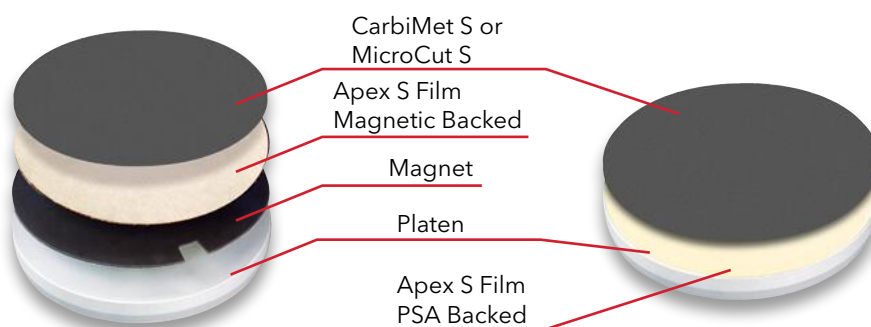 CarbiMet S or
MicroCut S
Apex S Film
Magnetic Backed
Magnet
Platen
Apex S Film
PSA Backed